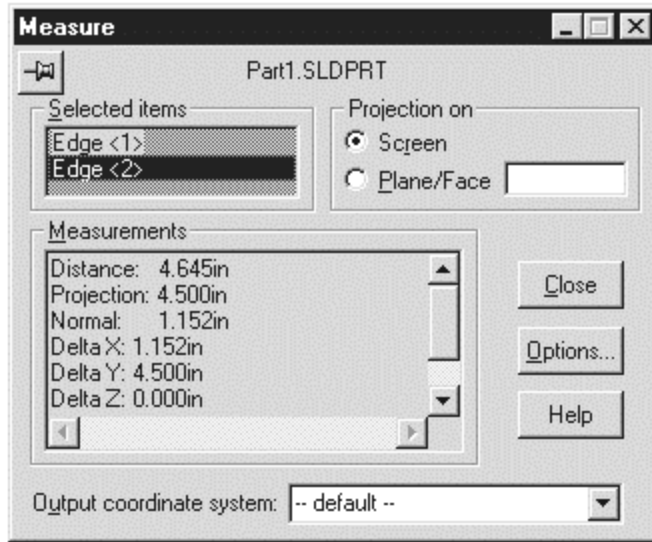 Measure
Part1.SLDPRT
Selected items
Edge <1>
Edge <2>
Projection on
Screen
Plane/Face
Measurements
Distance: 4.645in
Projection: 4.500in
Normal: 1.152in
Delta X: 1.152in
Delta Y: 4.500in
Delta Z: 0.000in
Close
Options...
Help
Output coordinate system: -- default --